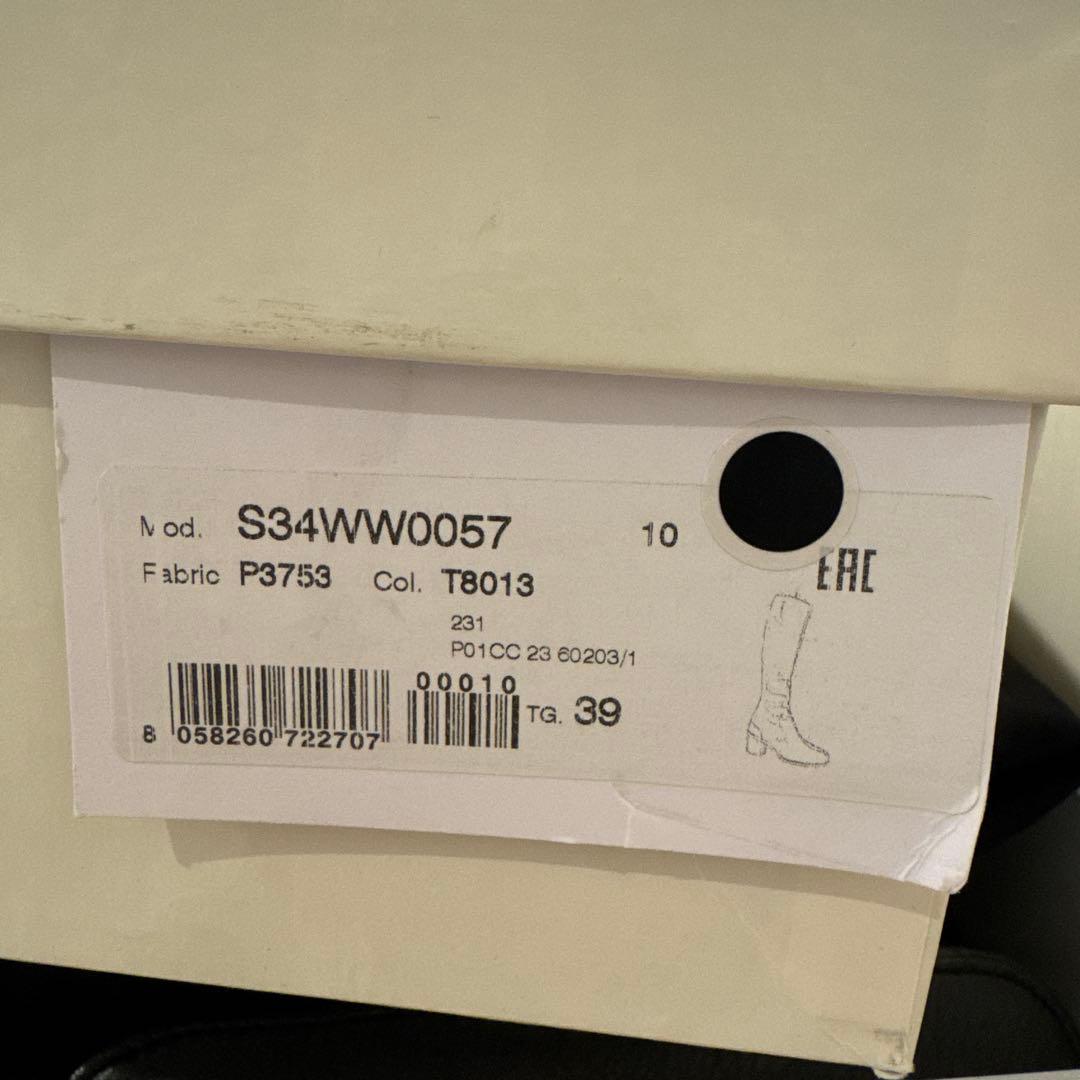 Mod. S34WW0057 10
EAC
Fabric P3753 Col. T8013
231
P01CC 23 60203/1
00010
TG. 39
8 058260 722707